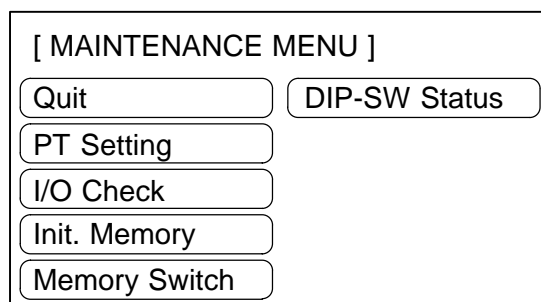 [ MAINTENANCE MENU ]
Quit
DIP-SW Status
PT Setting
I/O Check
Init. Memory
Memory Switch